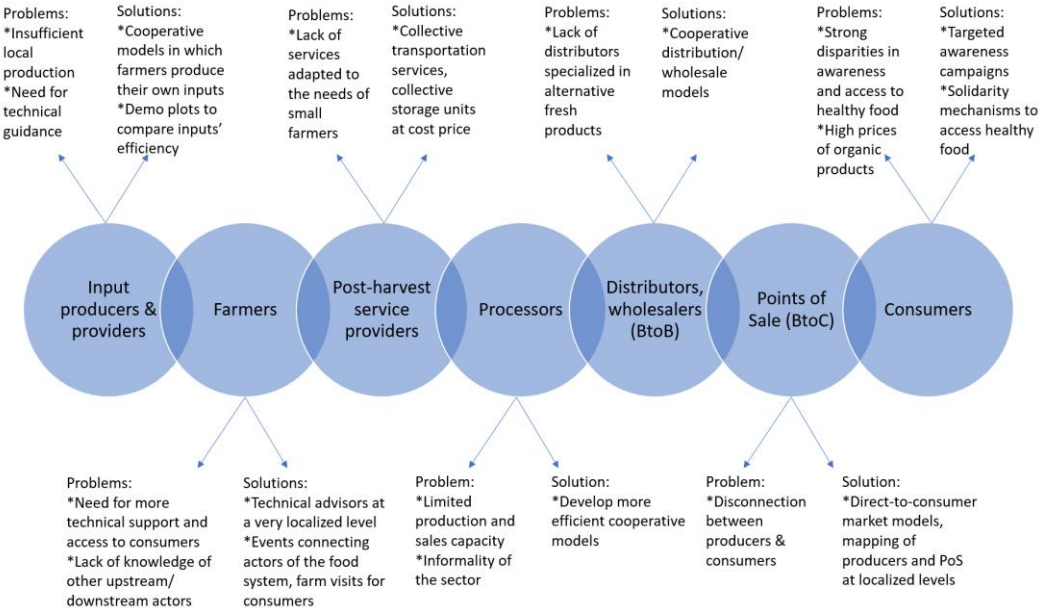 Problems:
*Insufficient
local
production
*Need for
technical
guidance
Solutions:
*Cooperative
models in which
farmers produce
their own inputs
*Demo plots to
compare inputs'
efficiency
Problems:
*Lack of
services
adapted to
the needs of
small
farmers
Solutions:
*Collective
transportation
services,
collective
storage units
at cost price
Problems:
*Lack of
distributors
specialized in
alternative
fresh
products
Solutions:
*Cooperative
distribution/
wholesale
models
Problems:
*Strong
disparities in
awareness
and access to
healthy food
*High prices
of organic
products
Solutions:
*Targeted
awareness
campaigns
*Solidarity
mechanisms to
access healthy
food
Input
producers &
providers
Farmers
Post-harvest
service
providers
Processors
Distributors,
wholesalers
(BtoB)
Points of
Sale (BtoC)
Consumers
Problems:
*Need for more
technical support and
access to consumers
*Lack of knowledge of
other upstream/
downstream actors
Solutions:
*Technical advisors at
a very localized level
*Events connecting
actors of the food
system, farm visits for
consumers
Problem:
*Limited
production and
sales capacity
*Informality of
the sector
Solution:
*Develop more
efficient cooperative
models
Problem:
*Disconnection
between
producers &
consumers
Solutions:
*Direct-to-consumer
market models,
mapping of
producers and PoS
at localized levels